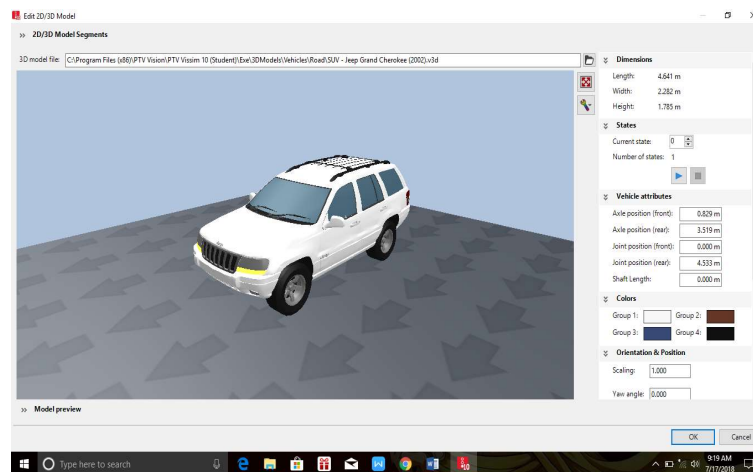 Edit 2D/3D Model
2D/3D Model Segments
3D model file: C:\Program Files (x86)\PTV Vision\PTV Vissim 10 (Student)\Exe\3DModels\Vehicles\Road\SUV - Jeep Grand Cherokee (2002).v3d
Dimensions
Length: 4.641 m
Width: 2.282 m
Height: 1.785 m
States
Current state: 0
Number of states: 1
Vehicle attributes
Axle position (front): 0.829 m
Axle position (rear): 3.519 m
Joint position (front): 0.000 m
Joint position (rear): 4.533 m
Shaft Length: 0.000 m
Colors
Group 1: Group 2:
Group 3: Group 4:
Orientation & Position
Scaling: 1.000
Yaw angle: 0.000
Model preview
OK Cancel
Type here to search
9:19 AM
7/17/2018